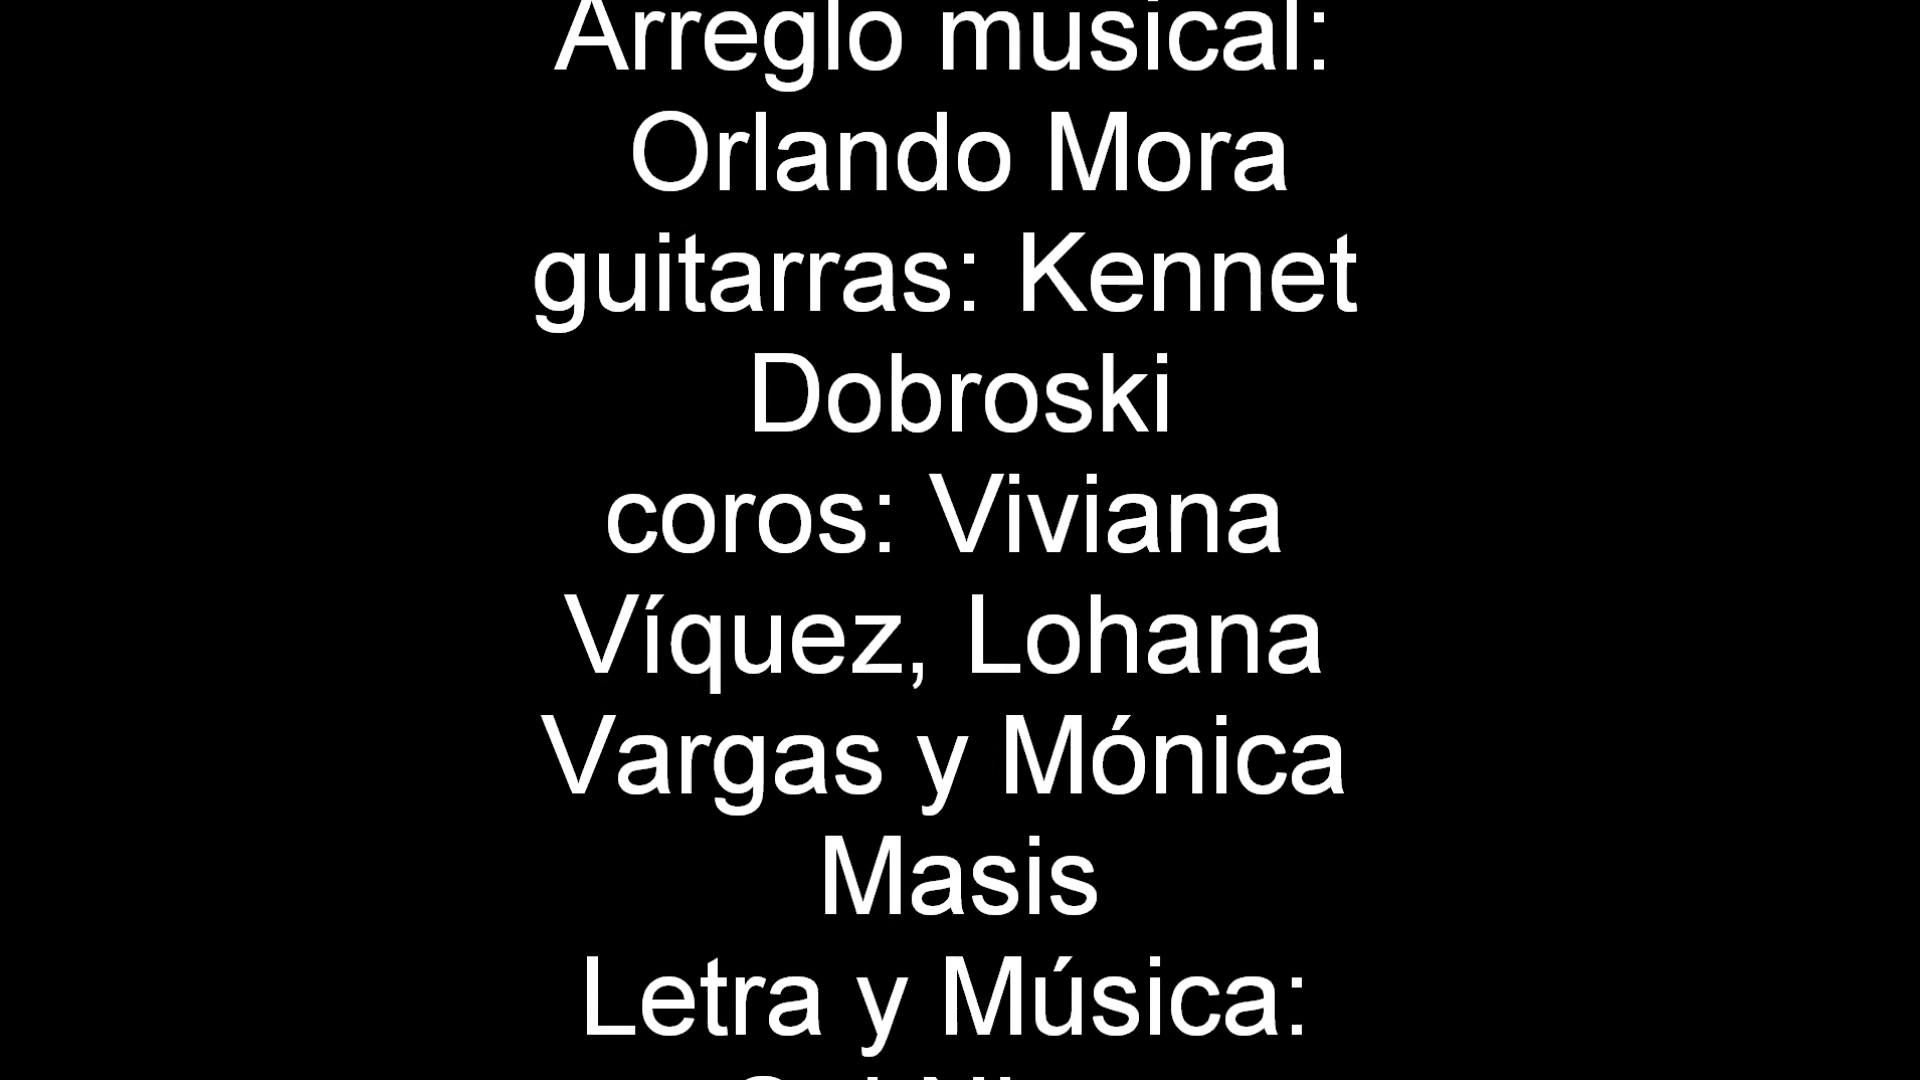 Arreglo musical:
Orlando Mora
guitarras: Kennet
Dobroski
coros: Viviana
Víquez, Lohana
Vargas y Mónica
Masis
Letra y Música: